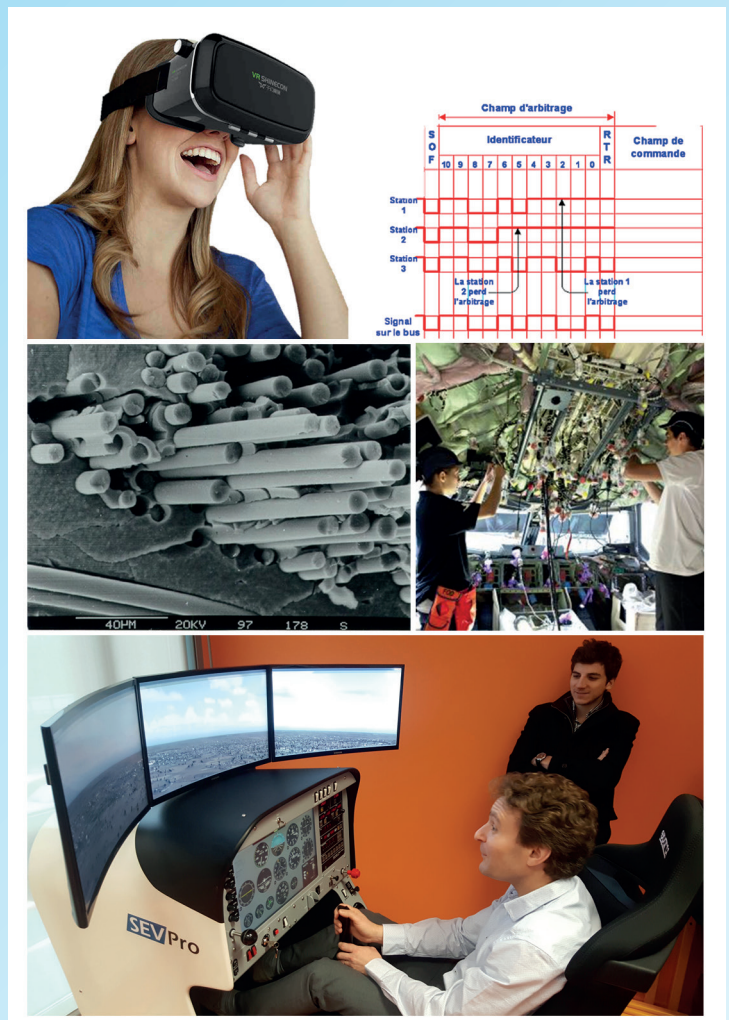 VR SHINECON
Champ d'arbitrage
S
O
F
Identificateur
R
T
R
Champ de
commande
10 9 8 7 6 5 4 3 2 1 0
Station
1
Station
2
Station
3
La station
2 perd
l'arbitrage
La station 1
perd
l'arbitrage
Signal
sur le bus
40µM 20KV 97 178 S
SEVPro